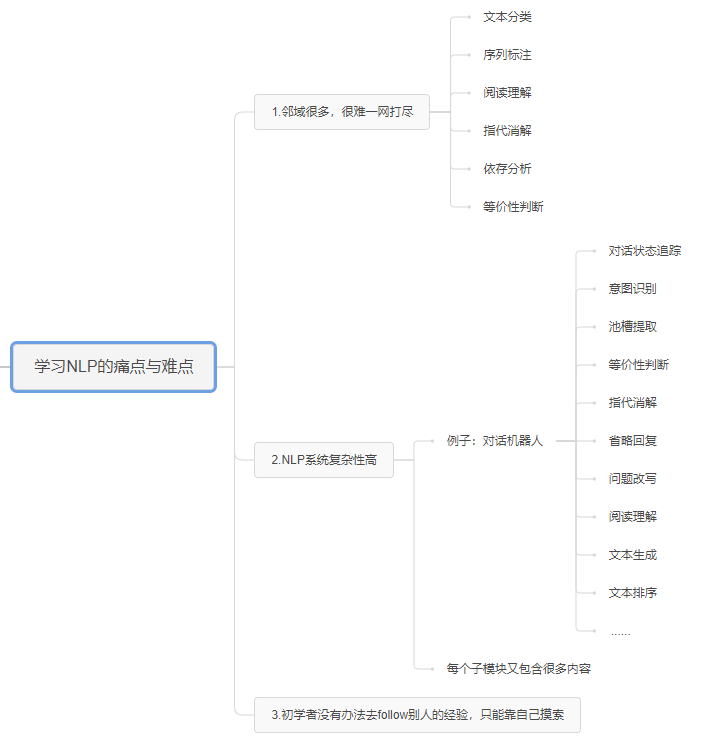 学习NLP的痛点与难点
1.邻域很多，很难一网打尽
文本分类
序列标注
阅读理解
指代消解
依存分析
等价性判断
2.NLP系统复杂性高
例子：对话机器人
对话状态追踪
意图识别
池槽提取
等价性判断
指代消解
省略回复
问题改写
阅读理解
文本生成
文本排序
......
每个子模块又包含很多内容
3.初学者没有办法去follow别人的经验，只能靠自己摸索